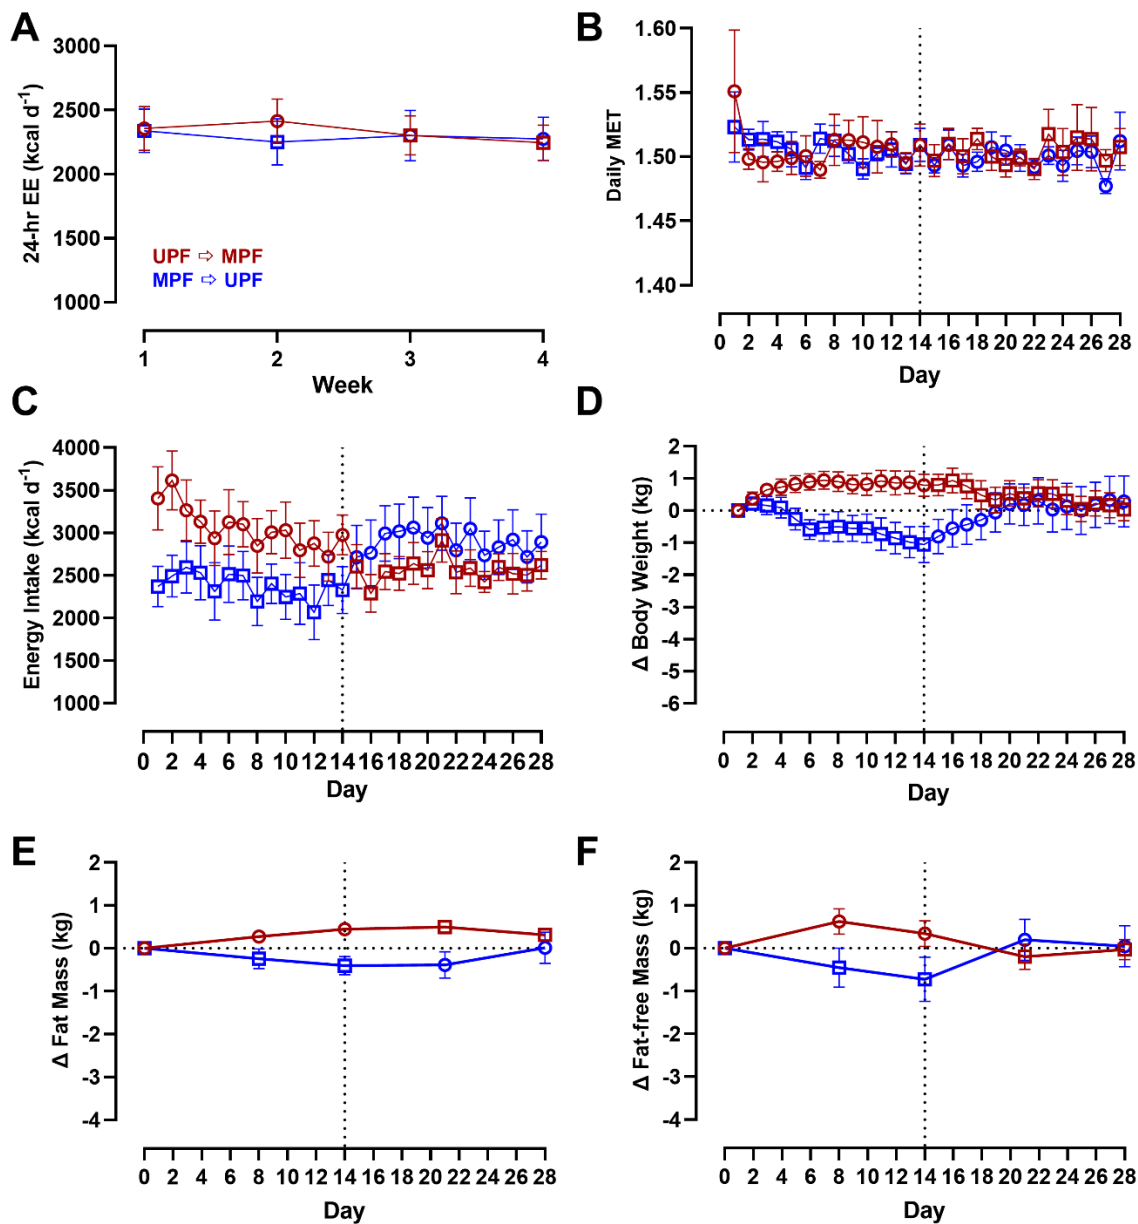 A
24-hr EE (kcal d⁻¹)
3000
2500
2000
1500
1000
UPF ⇨ MPF
MPF ⇨ UPF
1 2 3 4
Week
B
Daily MET
1.60
1.55
1.50
1.45
1.40
0 2 4 6 8 10 12 14 16 18 20 22 24 26 28
Day
C
Energy Intake (kcal d⁻¹)
4000
3500
3000
2500
2000
1500
1000
0 2 4 6 8 10 12 14 16 18 20 22 24 26 28
Day
D
Δ Body Weight (kg)
2
1
0
-1
-2
-3
-4
-5
-6
0 2 4 6 8 10 12 14 16 18 20 22 24 26 28
Day
E
Δ Fat Mass (kg)
2
1
0
-1
-2
-3
-4
0 2 4 6 8 10 12 14 16 18 20 22 24 26 28
Day
F
Δ Fat-free Mass (kg)
2
1
0
-1
-2
-3
-4
0 2 4 6 8 10 12 14 16 18 20 22 24 26 28
Day